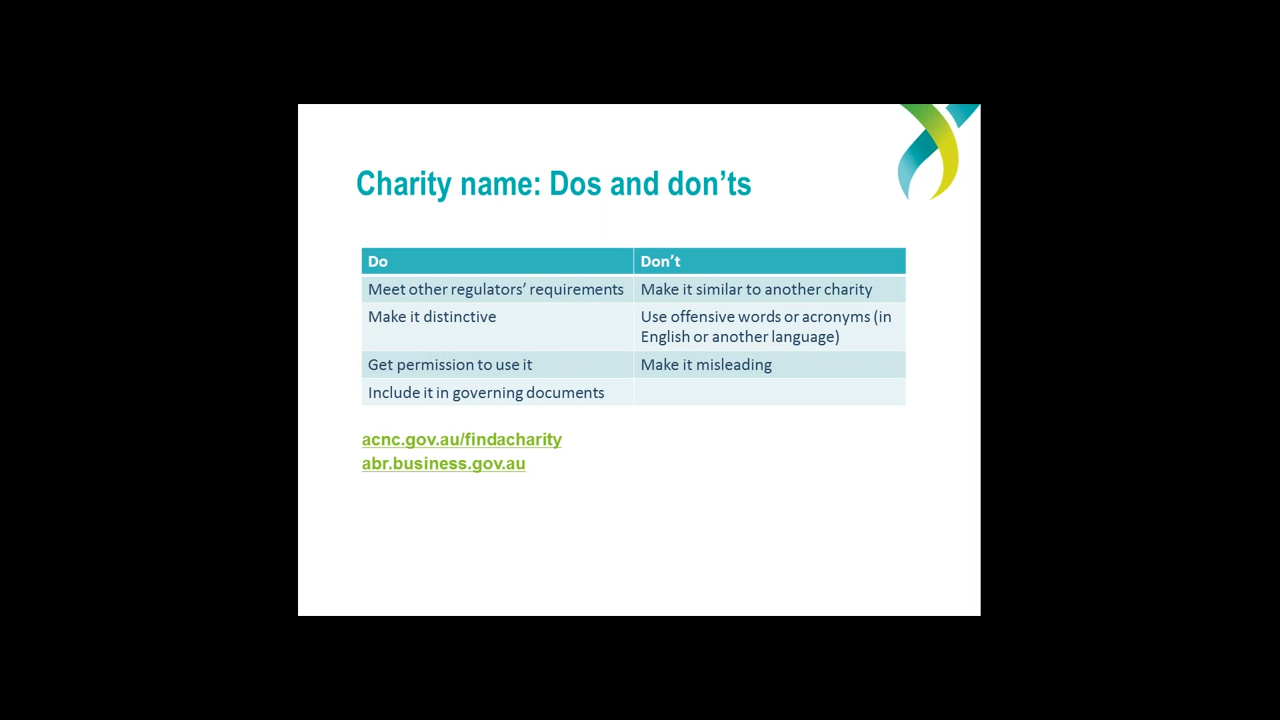 Charity name: Dos and don’ts
Do
Don’t
Meet other regulators’ requirements
Make it similar to another charity
Make it distinctive
Use offensive words or acronyms (in
English or another language)
Get permission to use it
Make it misleading
Include it in governing documents
acnc.gov.au/findacharity
abr.business.gov.au